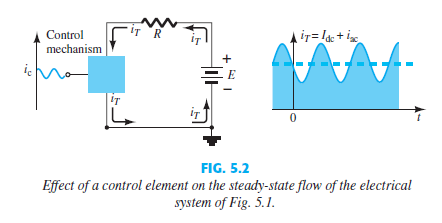 Control
mechanism
i_c
i_T
R
i_T
+
E
−
i_T
i_T
i_T = I_dc + i_ac
0
t
FIG. 5.2
Effect of a control element on the steady-state flow of the electrical
system of Fig. 5.1.